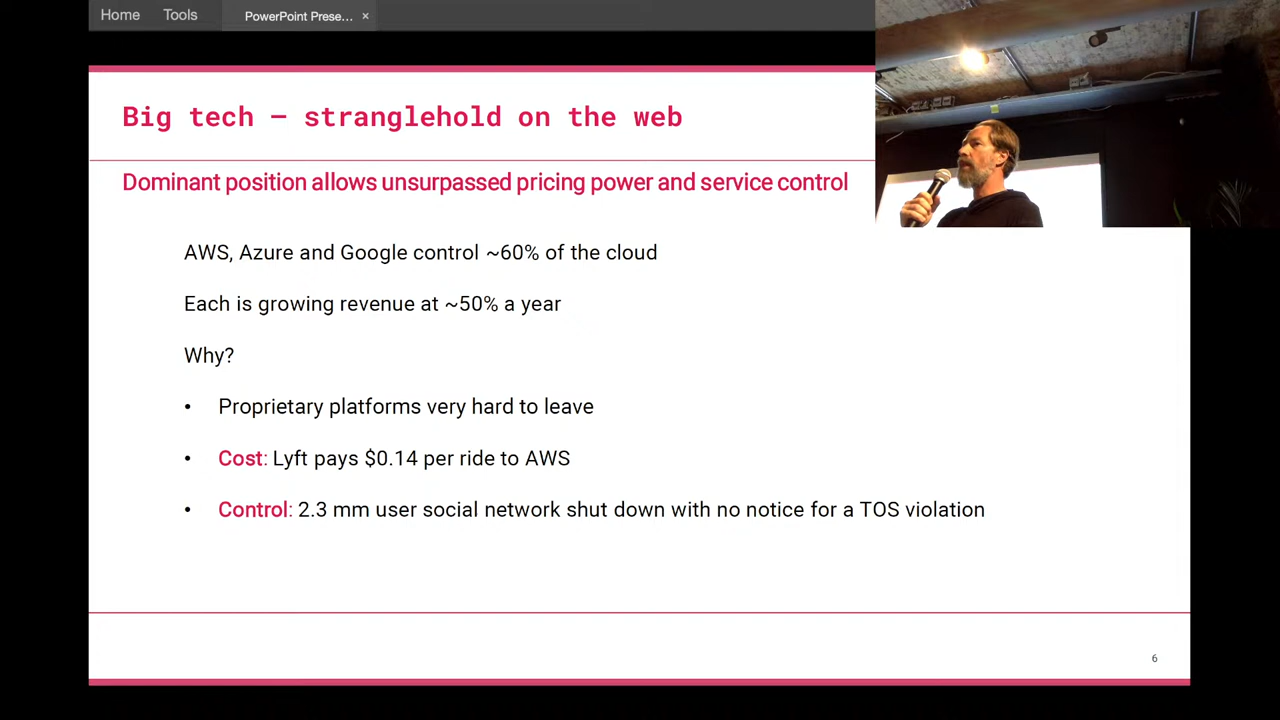 Home Tools PowerPoint Prese... ×
Big tech – stranglehold on the web
Dominant position allows unsurpassed pricing power and service control
AWS, Azure and Google control ~60% of the cloud
Each is growing revenue at ~50% a year
Why?
• Proprietary platforms very hard to leave
• Cost: Lyft pays $0.14 per ride to AWS
• Control: 2.3 mm user social network shut down with no notice for a TOS violation
6